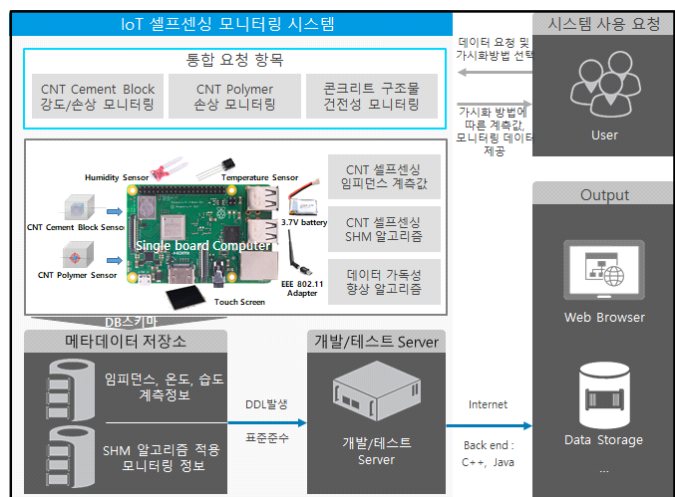 IoT 셀프센싱 모니터링 시스템
통합 요청 항목
CNT Cement Block
강도/손상 모니터링
CNT Polymer
손상 모니터링
콘크리트 구조물
건전성 모니터링
데이터 요청 및
가시화방법 선택
가시화 방법에
따른 계측값,
모니터링 데이터
제공
시스템 사용 요청
User
Humidity Sensor
Temperature Sensor
CNT Cement Block Sensor
CNT Polymer Sensor
Single board Computer
3.7V battery
EEE 802.11
Adapter
Touch Screen
CNT 셀프센싱
임피던스 계측값
CNT 셀프센싱
SHM 알고리즘
데이터 가독성
향상 알고리즘
DB스키마
메타데이터 저장소
임피던스, 온도, 습도
계측정보
SHM 알고리즘 적용
모니터링 정보
DDL발생
표준준수
개발/테스트 Server
개발/테스트
Server
Internet
Back end :
C++, Java
Output
Web Browser
Data Storage
...